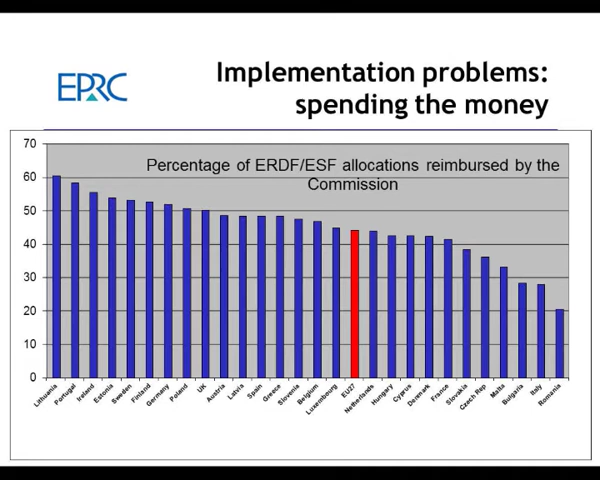 EPRC
Implementation problems:
spending the money
Percentage of ERDF/ESF allocations reimbursed by the
Commission
70
60
50
40
30
20
10
0
Lithuania
Portugal
Ireland
Estonia
Sweden
Finland
Germany
Poland
UK
Austria
Latvia
Spain
Greece
Slovenia
Belgium
Luxembourg
EU27
Netherlands
Hungary
Cyprus
Denmark
France
Slovakia
Czech Rep
Malta
Bulgaria
Italy
Romania